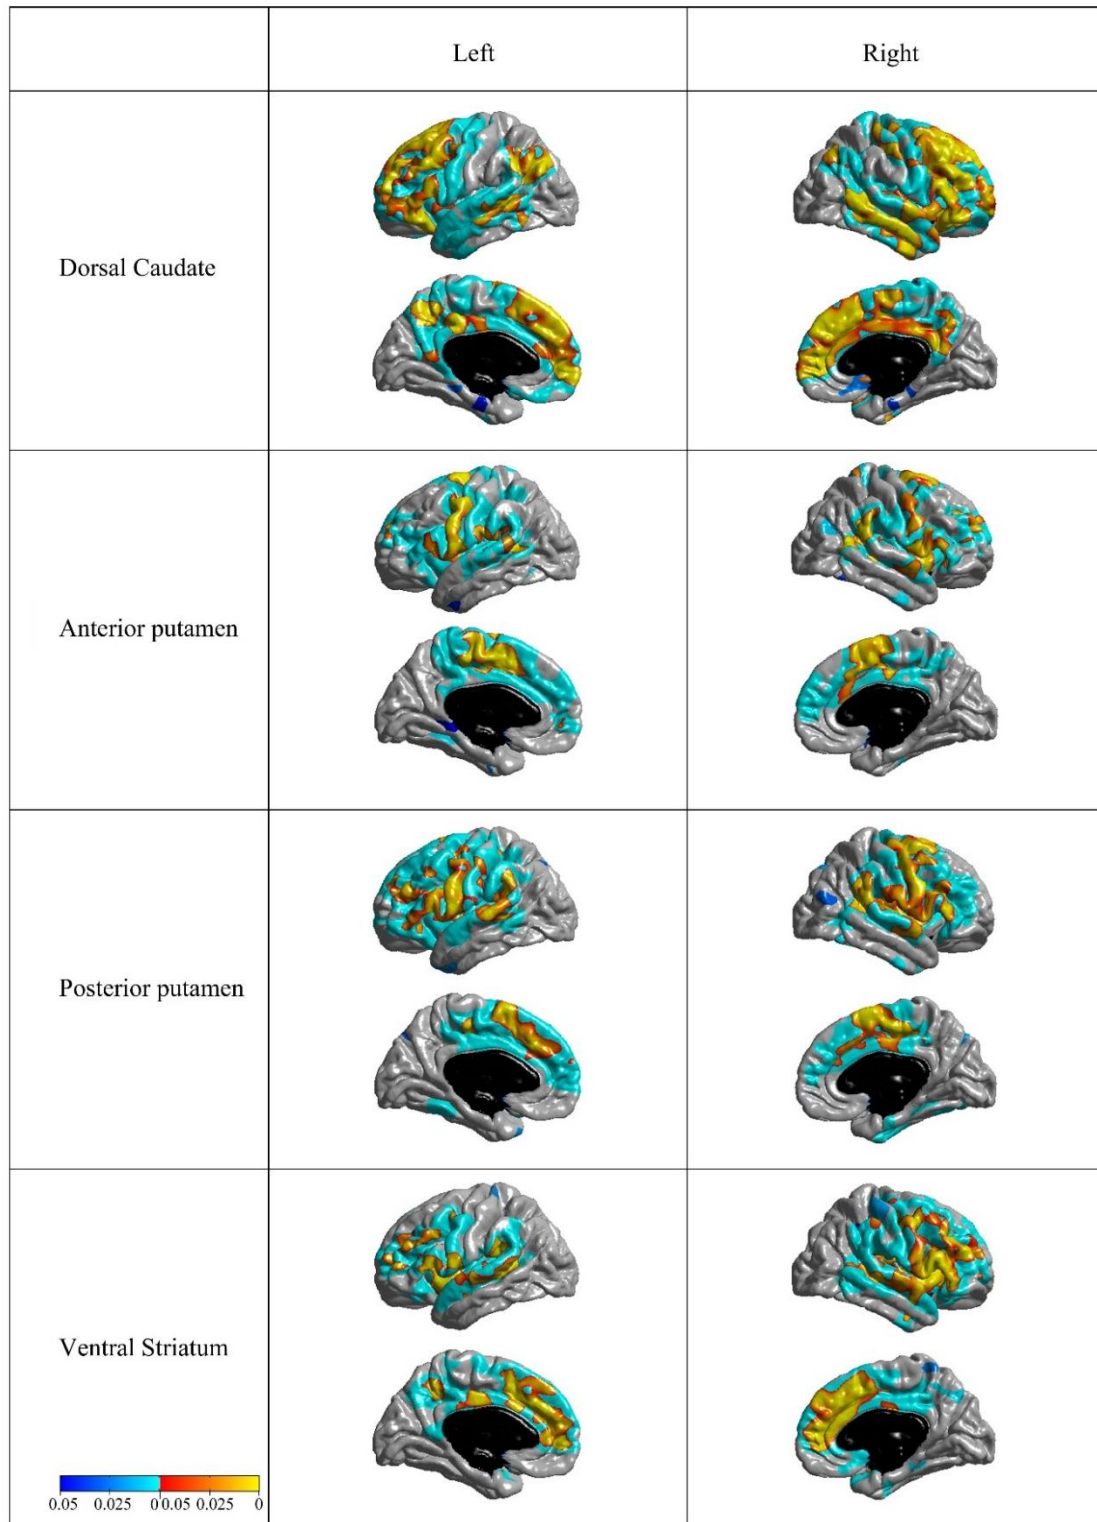 Left Right
Dorsal Caudate
Anterior putamen
Posterior putamen
Ventral Striatum
0.05 0.025 0 0.05 0.025 0